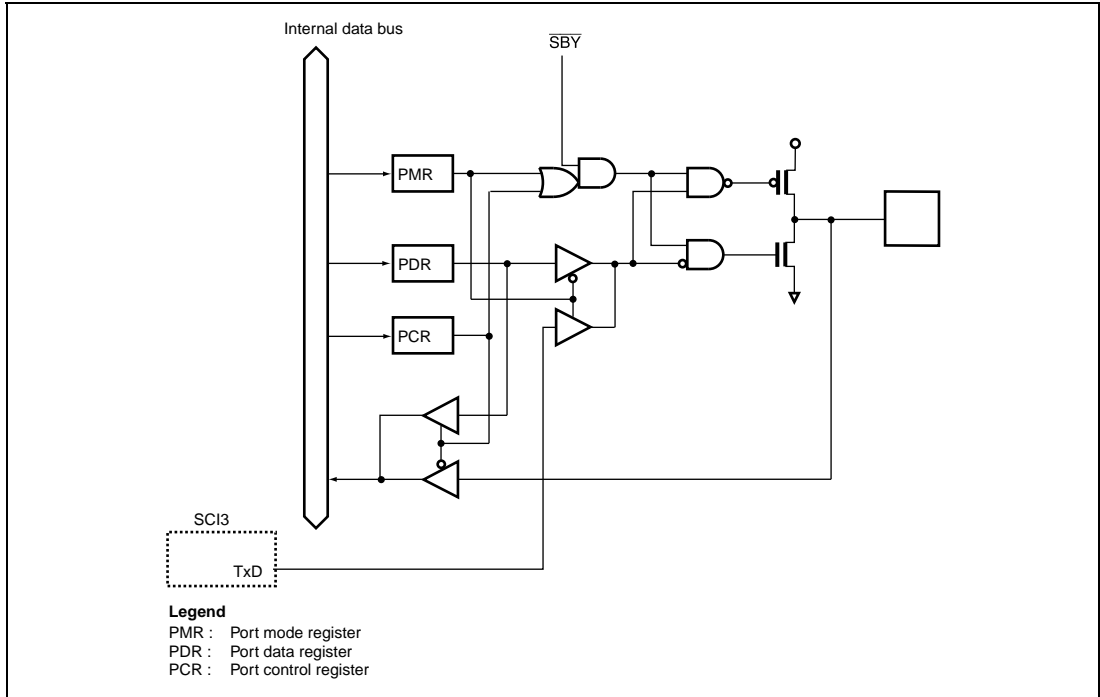 Internal data bus
SBY
PMR
PDR
PCR
SCI3
TxD
Legend
PMR : Port mode register
PDR : Port data register
PCR : Port control register